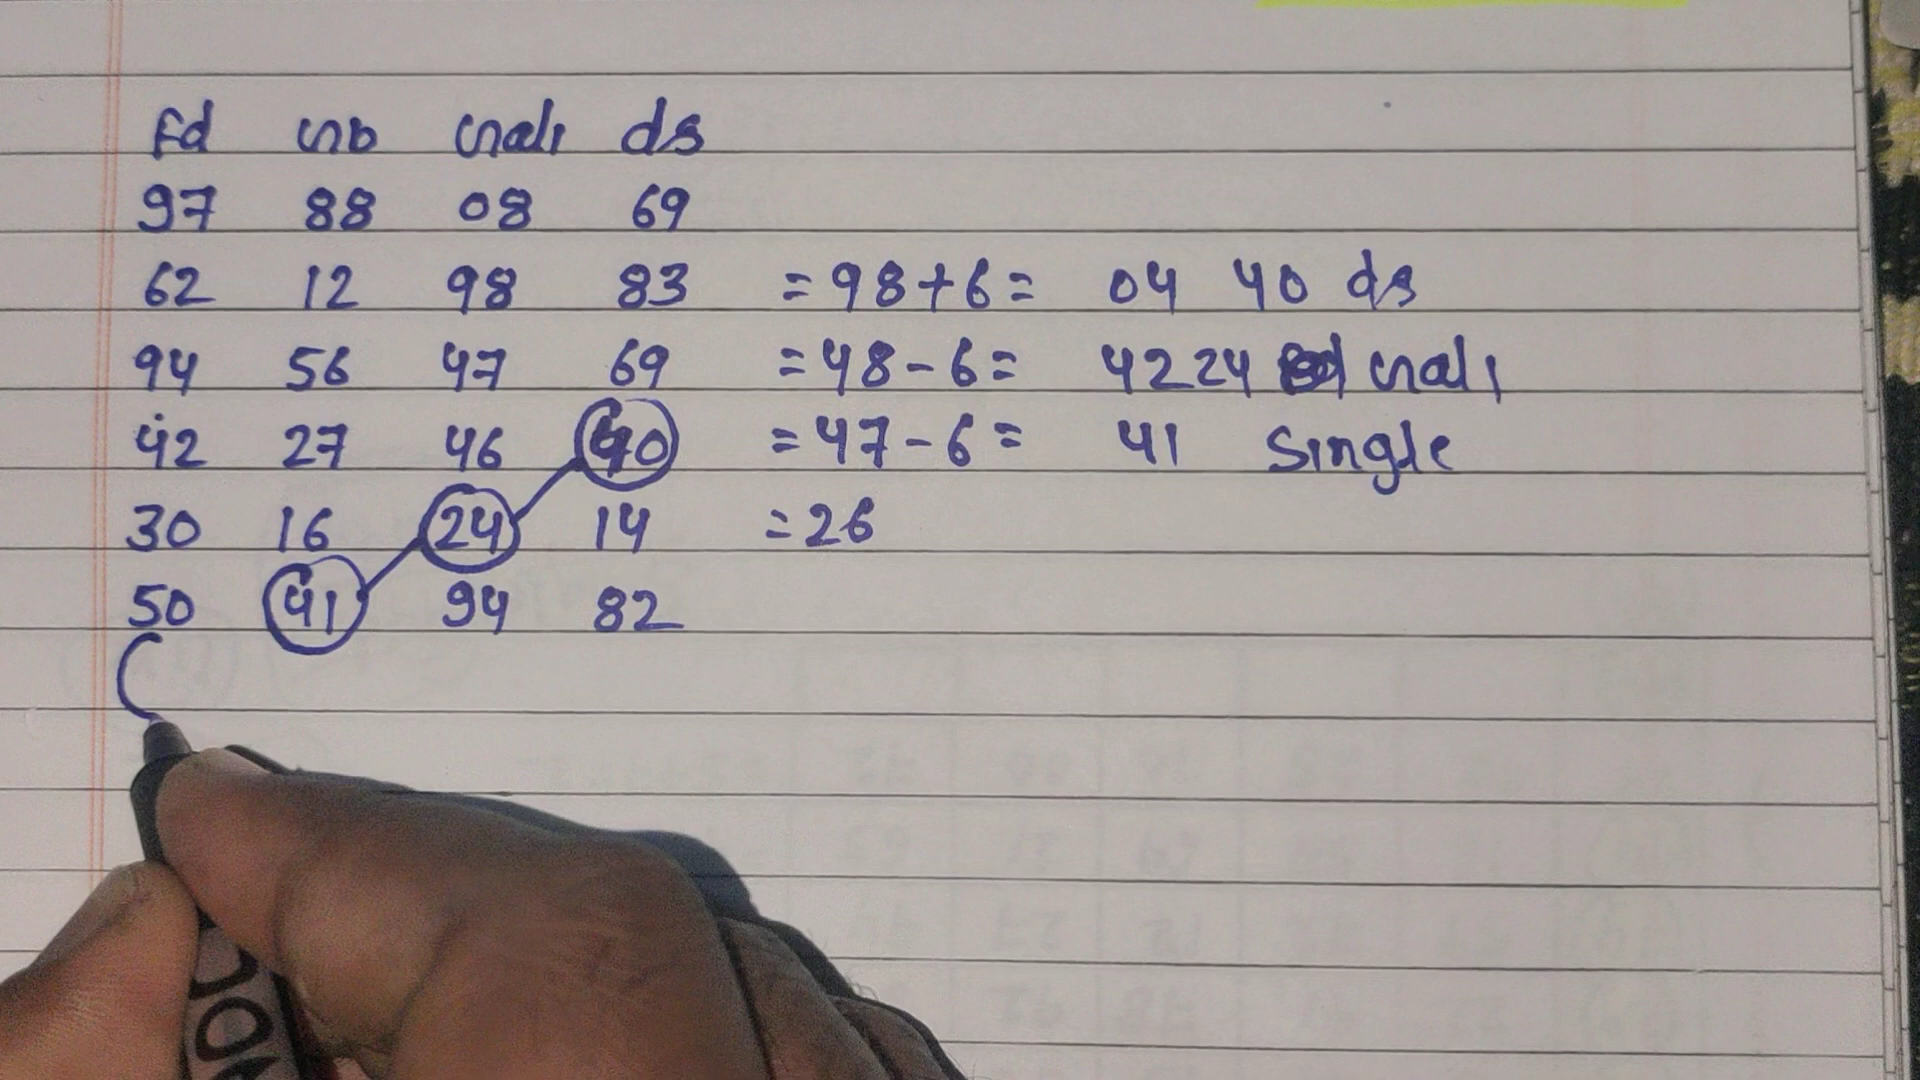 Fd GB Gali ds
97 88 08 69
62 12 98 83 = 98 + 6 = 04 40 ds
94 56 47 69 = 48 - 6 = 42 24 Gali
42 27 46 40 = 47 - 6 = 41 Single
30 16 24 14 = 26
50 41 94 82